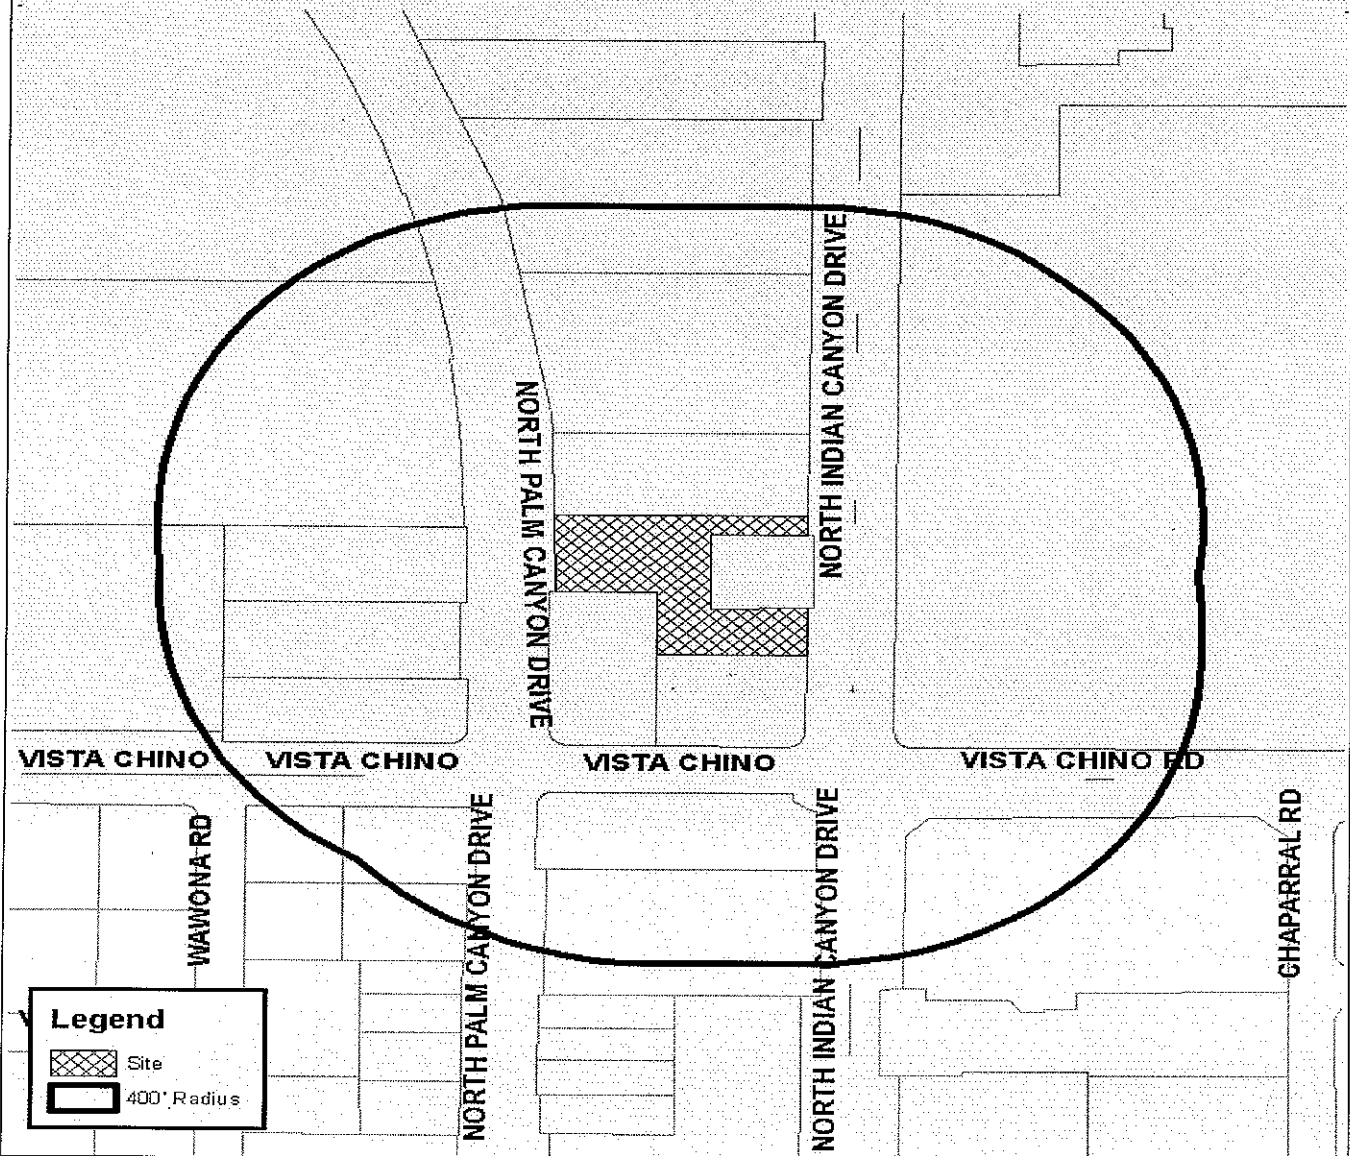 NORTH INDIAN CANYON DRIVE
NORTH PALM CANYON DRIVE
VISTA CHINO
VISTA CHINO
VISTA CHINO
VISTA CHINO RD
WAWONA RD
NORTH PALM CANYON DRIVE
NORTH INDIAN CANYON DRIVE
CHAPARRAL RD
Legend
Site
400' Radius